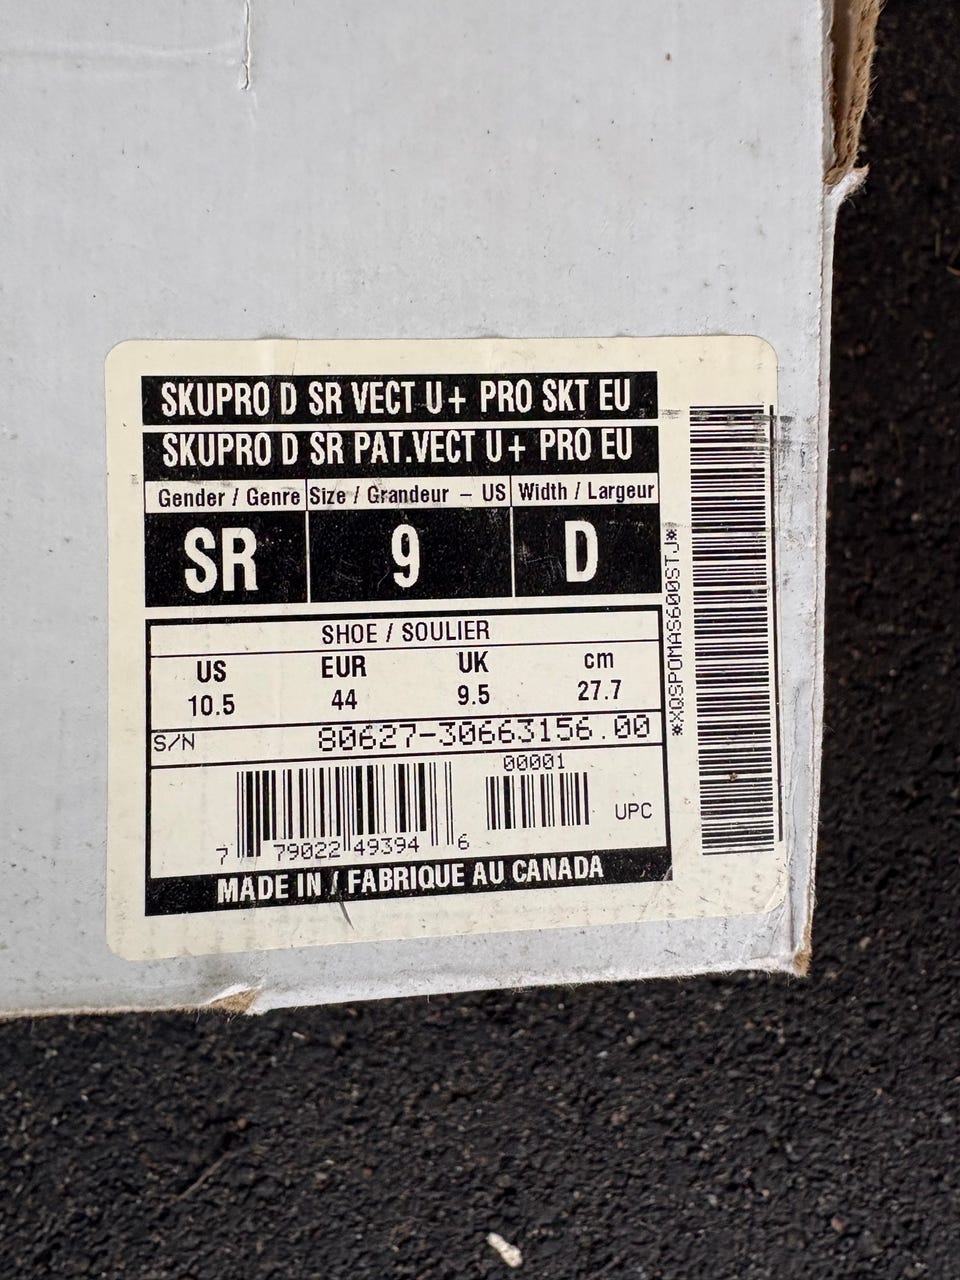 SKUPRO D SR VECT U+ PRO SKT EU
SKUPRO D SR PAT.VECT U+ PRO EU
Gender / Genre Size / Grandeur - US Width / Largeur
SR 9 D
SHOE / SOULIER
US EUR UK cm
10.5 44 9.5 27.7
S/N 80627-30663156.00
00001
UPC
7 79022 49394 6
MADE IN / FABRIQUE AU CANADA
*XQSPOMAS600STJ*